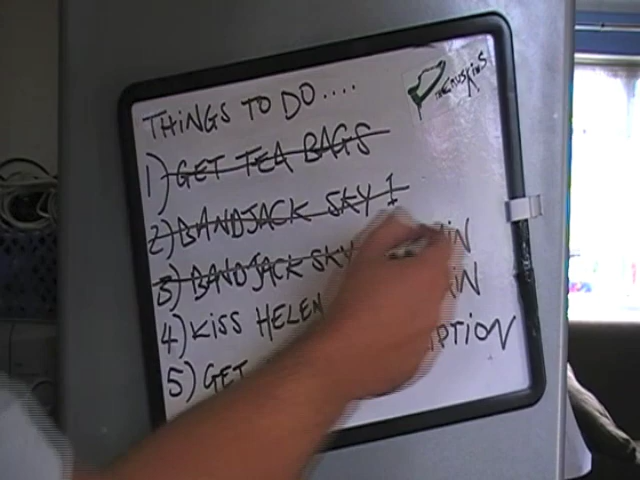 THINGS TO DO....
1) GET TEA BAGS
2) BANDJACK SKY 1
3) BANDJACK SKY
4) KISS HELEN
5) GET